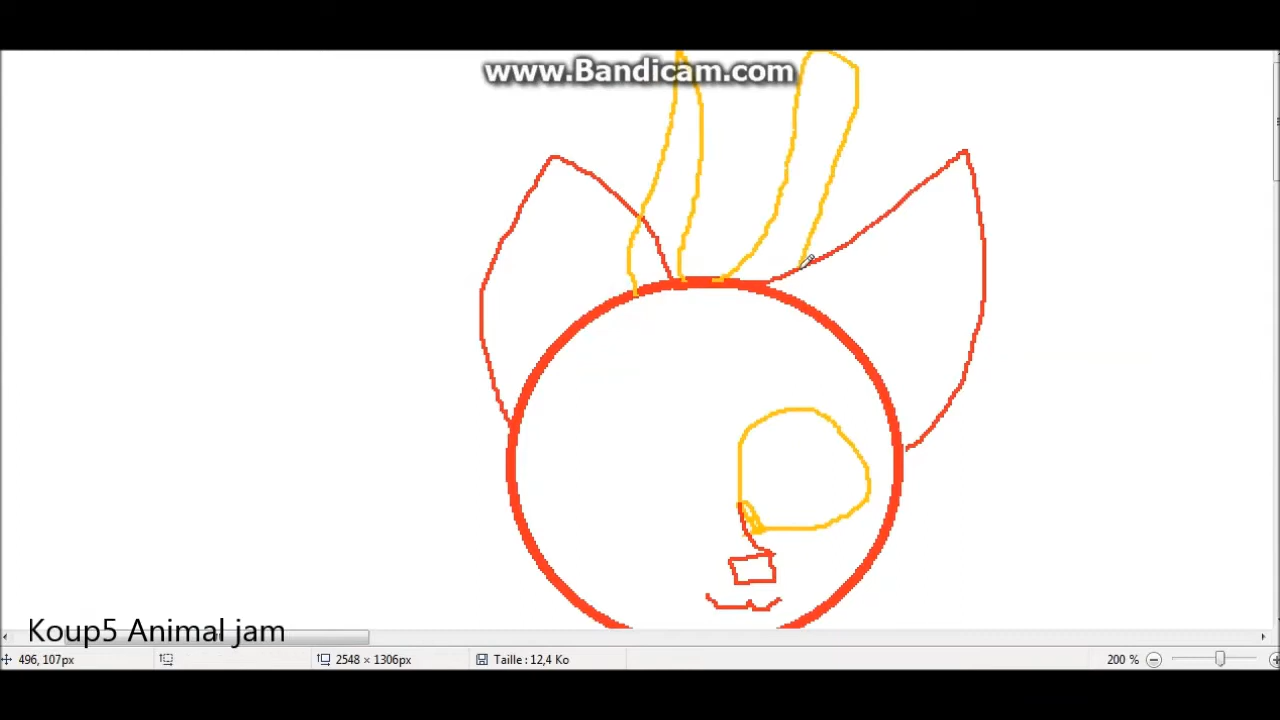 www.Bandicam.com
Koup5 Animal jam
496, 107px
2548 × 1306px
Taille : 12,4 Ko
200 %